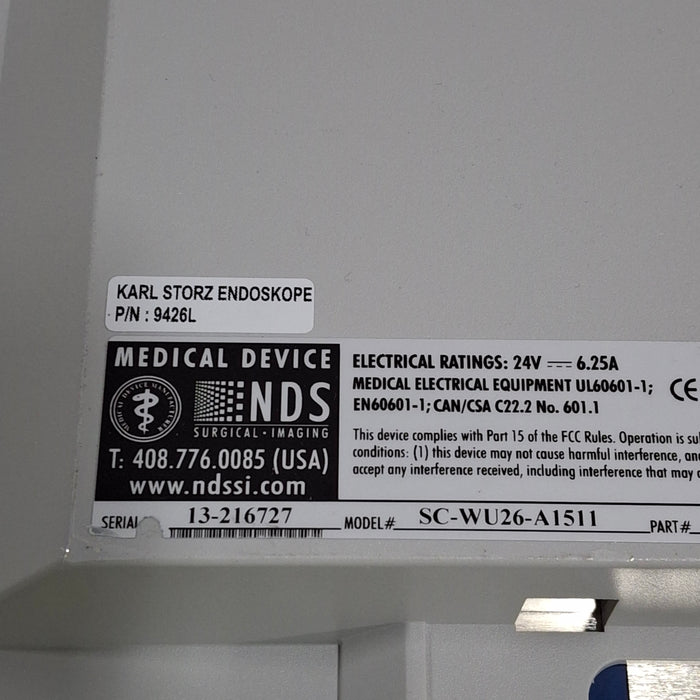 KARL STORZ ENDOSKOPE
P/N : 9426L
MEDICAL DEVICE
MEDICAL DEVICE MANUFACTURER
NDS
SURGICAL · IMAGING
T: 408.776.0085 (USA)
www.ndssi.com
ELECTRICAL RATINGS: 24V ⎓ 6.25A
MEDICAL ELECTRICAL EQUIPMENT UL60601-1;
EN60601-1; CAN/CSA C22.2 No. 601.1
CE
This device complies with Part 15 of the FCC Rules. Operation is
conditions: (1) this device may not cause harmful interference,
accept any interference received, including interference that may
SERIAL 13-216727
MODEL# SC-WU26-A1511
PART#